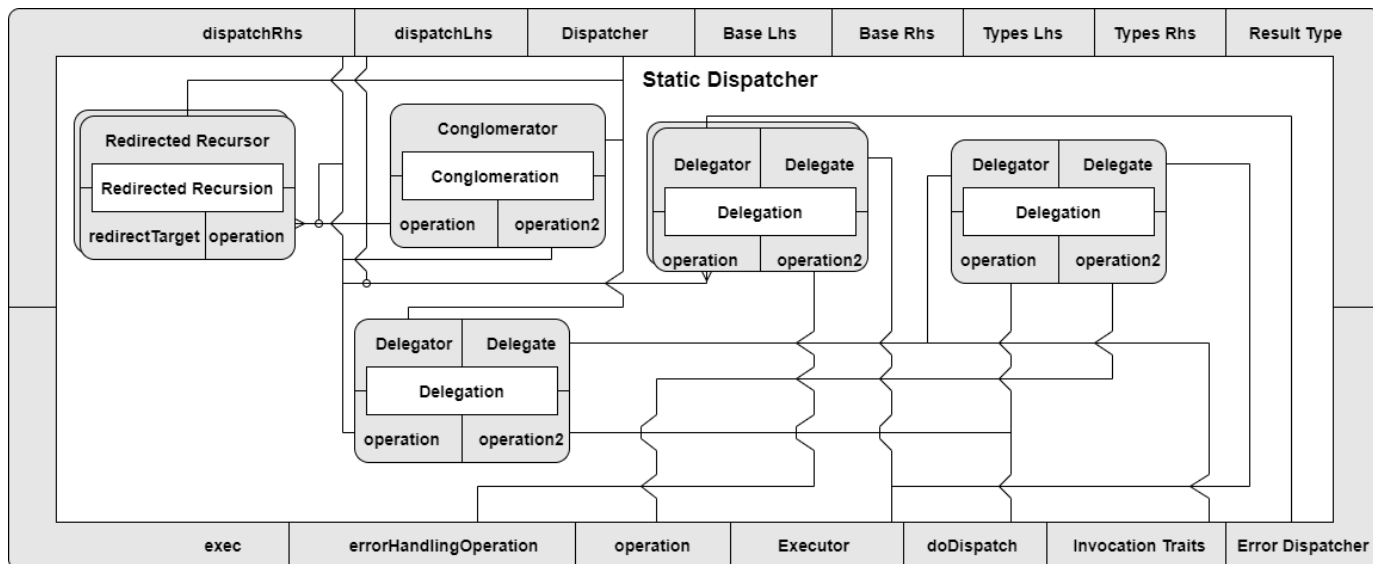 dispatchRhs dispatchLhs Dispatcher Base Lhs Base Rhs Types Lhs Types Rhs Result Type
Static Dispatcher
Redirected Recursor
Redirected Recursion
redirectTarget operation
Conglomerator
Conglomeration
operation operation2
Delegator Delegate
Delegation
operation operation2
Delegator Delegate
Delegation
operation operation2
Delegator Delegate
Delegation
operation operation2
exec errorHandlingOperation operation Executor doDispatch Invocation Traits Error Dispatcher